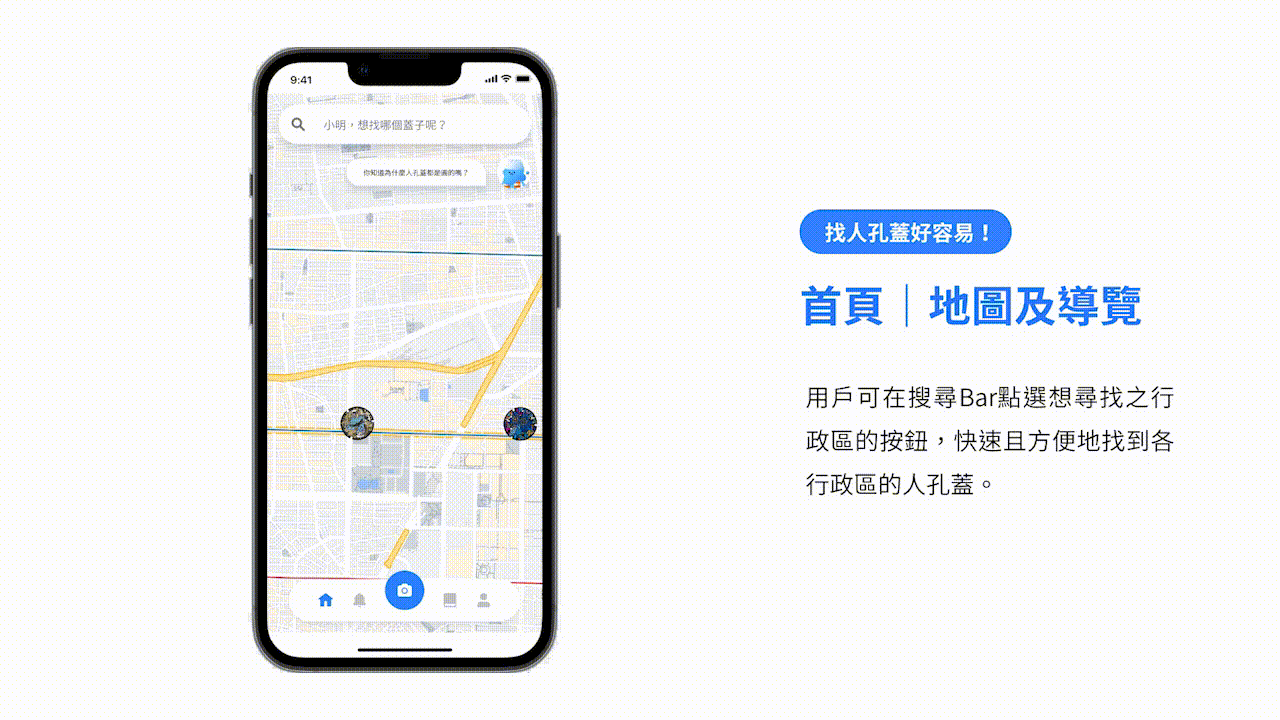 9:41
小明，想找哪個蓋子呢？
你知道為什麼人孔蓋都是圓的嗎？
找人孔蓋好容易！
首頁｜地圖及導覽
用戶可在搜尋Bar點選想尋找之行
政區的按鈕，快速且方便地找到各
行政區的人孔蓋。